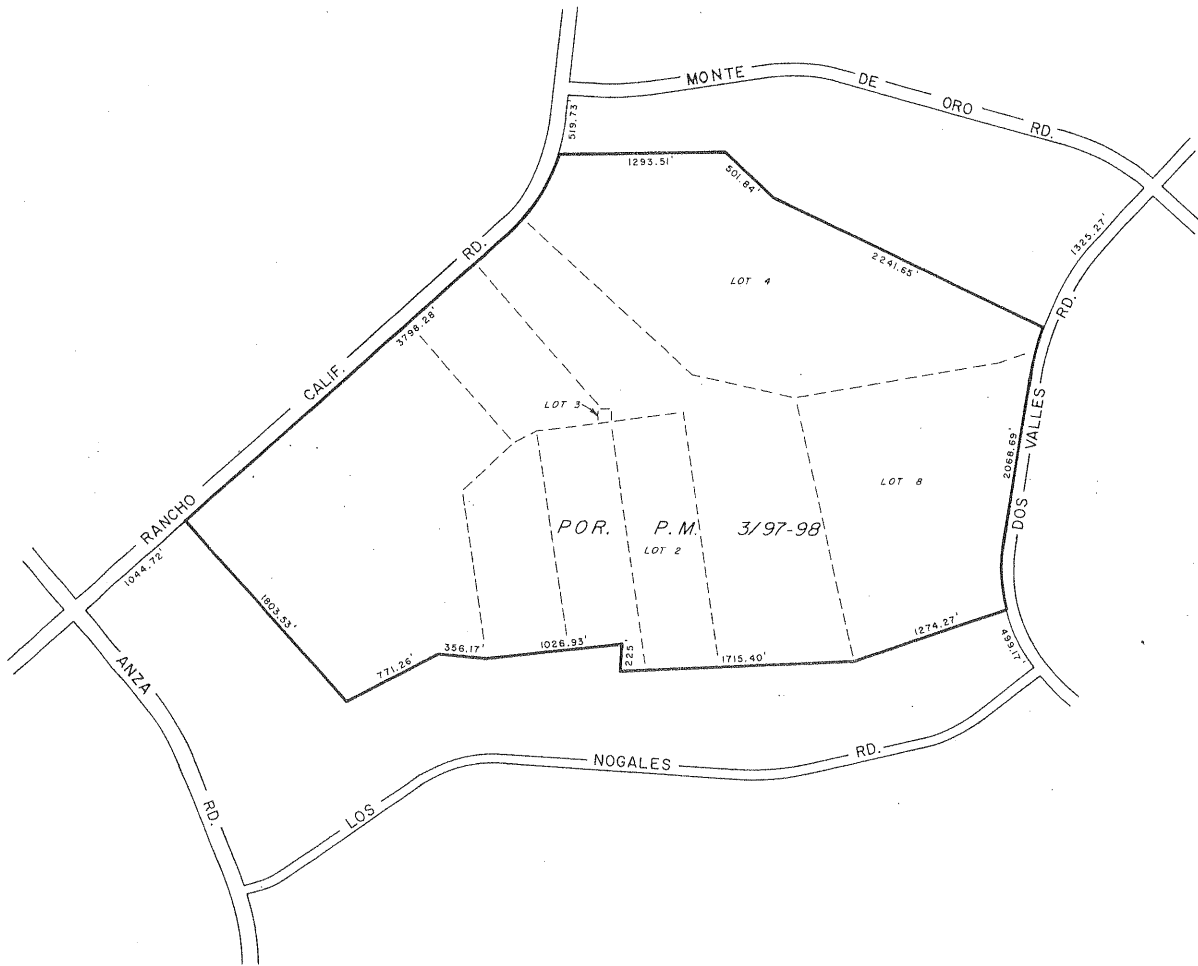 MONTE DE ORO RD.
519.73'
1293.51'
501.84'
2241.65'
1325.27'
RANCHO CALIF. RD.
3798.28'
LOT 4
LOT 3
LOT 8
DOS VALLES RD.
2068.69'
POR. P.M. 3/97-98
LOT 2
1044.72'
1803.53'
771.26'
356.17'
1026.93'
225'
1715.40'
1274.27'
499.17'
ANZA RD.
LOS NOGALES RD.